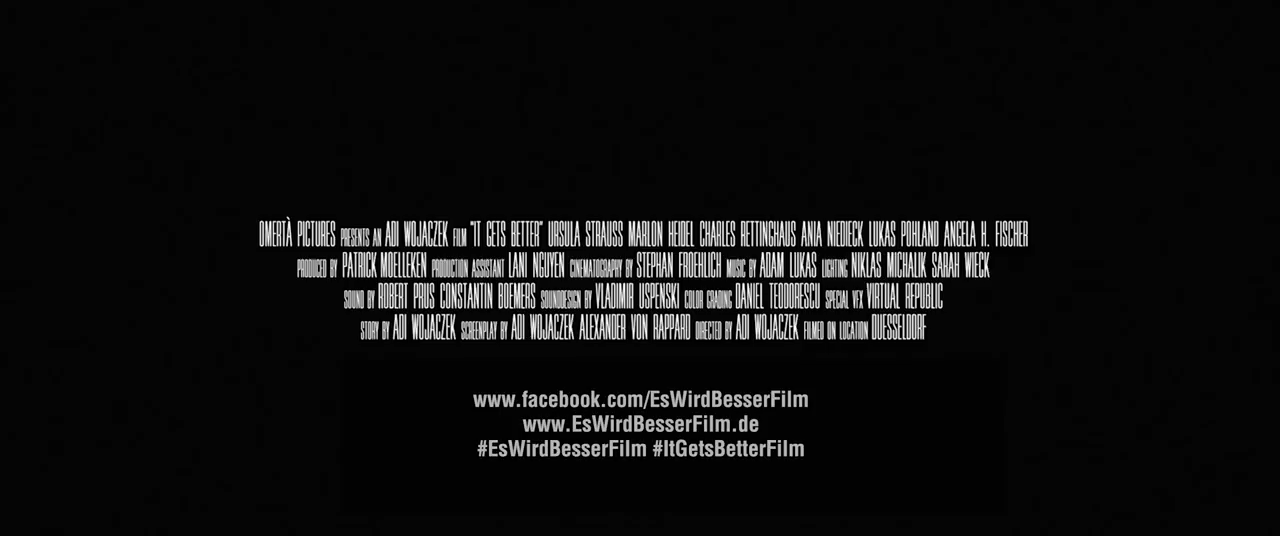 OMERTÀ PICTURES PRESENTS AN ADI WOJACZEK FILM "IT GETS BETTER" URSULA STRAUSS MARLON HEIDEL CHARLES RETTINGHAUS ANIA NIEDIECK LUKAS POHLAND ANGELA H. FISCHER
PRODUCED BY PATRICK MOELLEKEN PRODUCTION ASSISTANT LANI NGUYEN CINEMATOGRAPHY BY STEPHAN FROEHLICH MUSIC BY ADAM LUKAS LIGHTING NIKLAS MICHALIK SARAH WIECK
SOUND BY ROBERT PRUS CONSTANTIN BOEMERS SOUNDDESIGN BY VLADIMIR USPENSKI COLOR GRADING DANIEL TEODORESCU SPECIAL VFX VIRTUAL REPUBLIC
STORY BY ADI WOJACZEK SCREENPLAY BY ADI WOJACZEK ALEXANDER VON RAPPARD DIRECTED BY ADI WOJACZEK FILMED ON LOCATION DUESSELDORF
www.facebook.com/EsWirdBesserFilm
www.EsWirdBesserFilm.de
#EsWirdBesserFilm #ItGetsBetterFilm